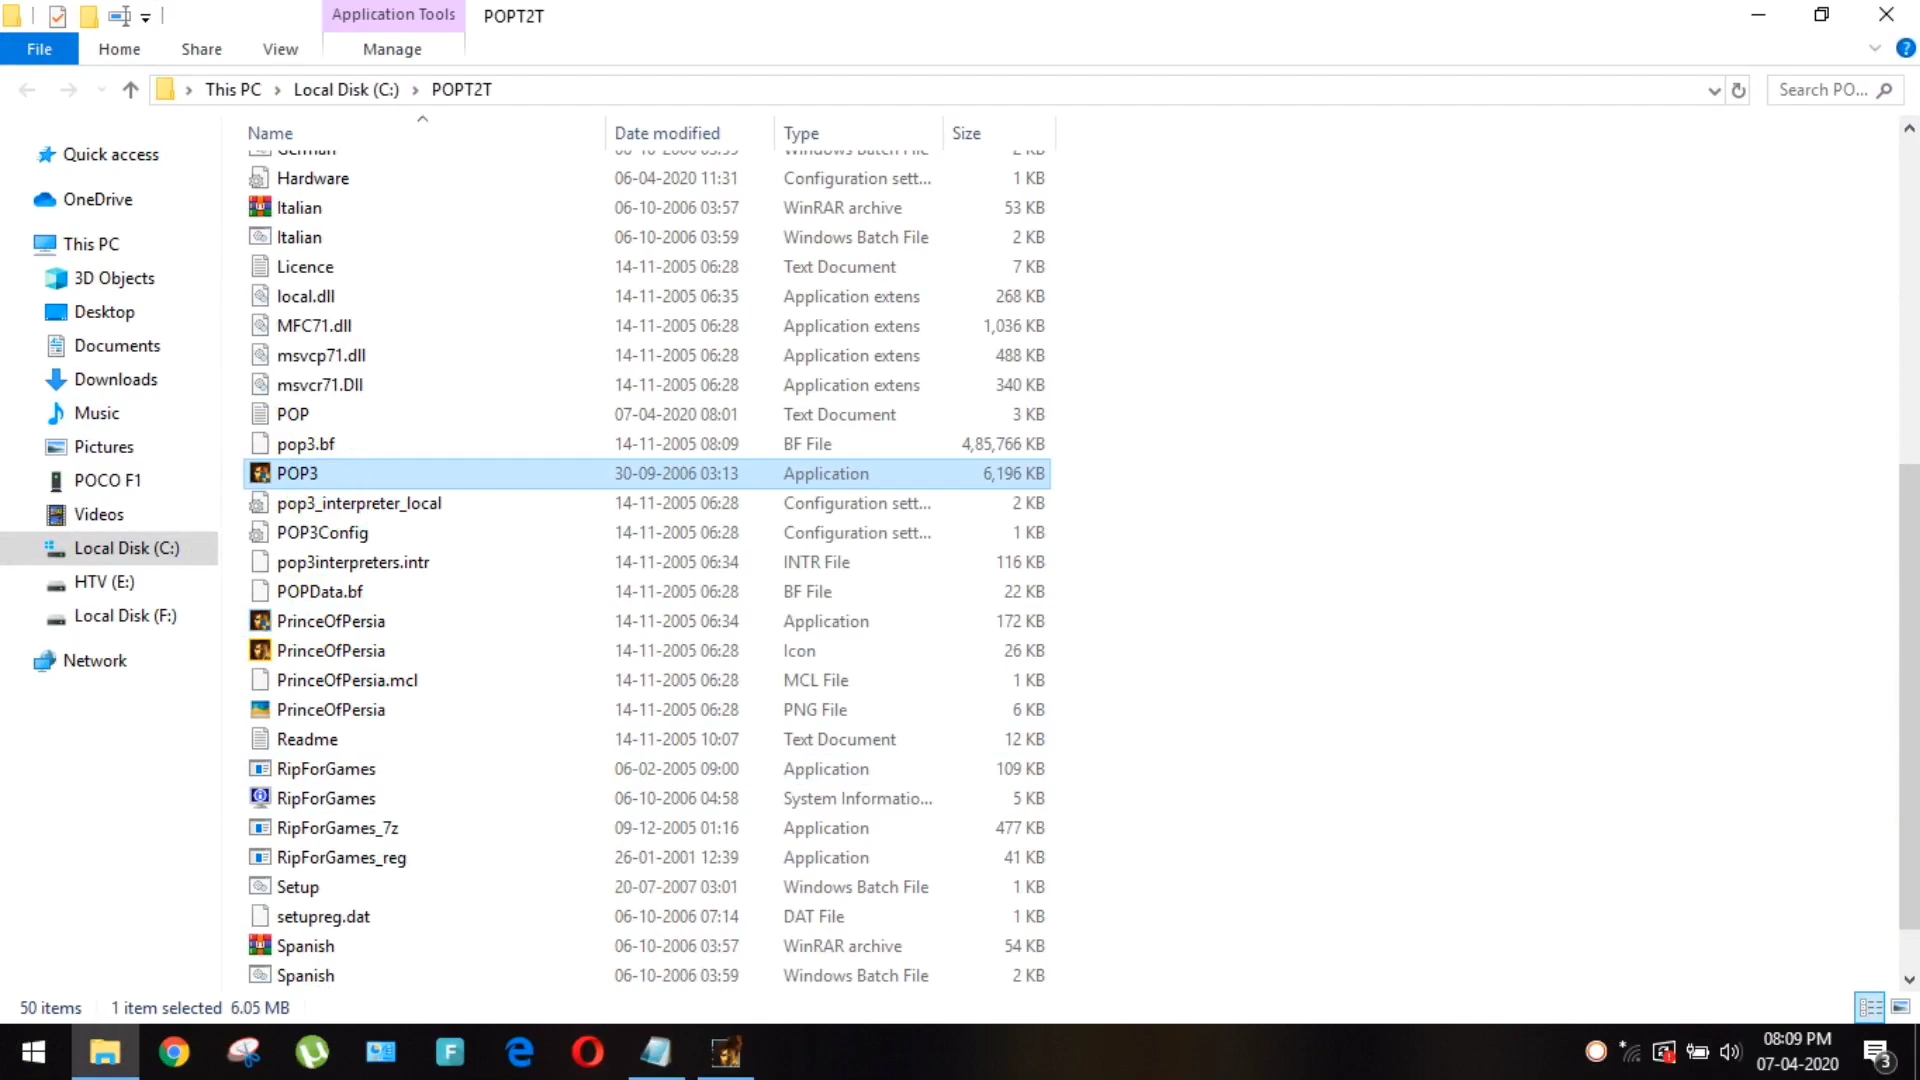 Application Tools POPT2T
File Home Share View Manage
This PC Local Disk (C:) POPT2T Search PO...
Name Date modified Type Size
Quick access
OneDrive
This PC
3D Objects
Desktop
Documents
Downloads
Music
Pictures
POCO F1
Videos
Local Disk (C:)
HTV (E:)
Local Disk (F:)
Network
Hardware 06-04-2020 11:31 Configuration sett... 1 KB
Italian 06-10-2006 03:57 WinRAR archive 53 KB
Italian 06-10-2006 03:59 Windows Batch File 2 KB
Licence 14-11-2005 06:28 Text Document 7 KB
local.dll 14-11-2005 06:35 Application extens 268 KB
MFC71.dll 14-11-2005 06:28 Application extens 1,036 KB
msvcp71.dll 14-11-2005 06:28 Application extens 488 KB
msvcr71.Dll 14-11-2005 06:28 Application extens 340 KB
POP 07-04-2020 08:01 Text Document 3 KB
pop3.bf 14-11-2005 08:09 BF File 4,85,766 KB
POP3 30-09-2006 03:13 Application 6,196 KB
pop3_interpreter_local 14-11-2005 06:28 Configuration sett... 2 KB
POP3Config 14-11-2005 06:28 Configuration sett... 1 KB
pop3interpreters.intr 14-11-2005 06:34 INTR File 116 KB
POPData.bf 14-11-2005 06:28 BF File 22 KB
PrinceOfPersia 14-11-2005 06:34 Application 172 KB
PrinceOfPersia 14-11-2005 06:28 Icon 26 KB
PrinceOfPersia.mcl 14-11-2005 06:28 MCL File 1 KB
PrinceOfPersia 14-11-2005 06:28 PNG File 6 KB
Readme 14-11-2005 10:07 Text Document 12 KB
RipForGames 06-02-2005 09:00 Application 109 KB
RipForGames 06-10-2006 04:58 System Informatio... 5 KB
RipForGames_7z 09-12-2005 01:16 Application 477 KB
RipForGames_reg 26-01-2001 12:39 Application 41 KB
Setup 20-07-2007 03:01 Windows Batch File 1 KB
setupreg.dat 06-10-2006 07:14 DAT File 1 KB
Spanish 06-10-2006 03:57 WinRAR archive 54 KB
Spanish 06-10-2006 03:59 Windows Batch File 2 KB
50 items 1 item selected 6.05 MB
08:09 PM
07-04-2020
3